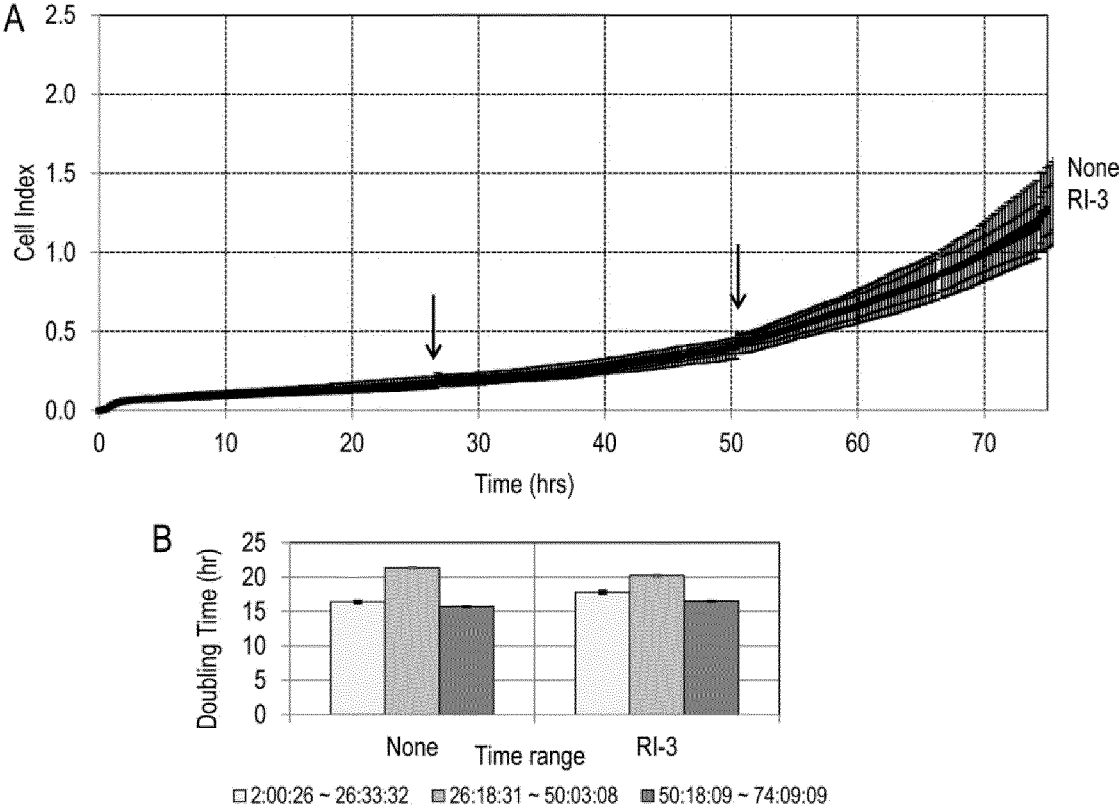 A
2.5
2.0
1.5
1.0
0.5
0.0
Cell Index
None
RI-3
0 10 20 30 40 50 60 70
Time (hrs)
B
25
20
15
10
5
0
Doubling Time (hr)
None RI-3
Time range
2:00:26 ~ 26:33:32 26:18:31 ~ 50:03:08 50:18:09 ~ 74:09:09